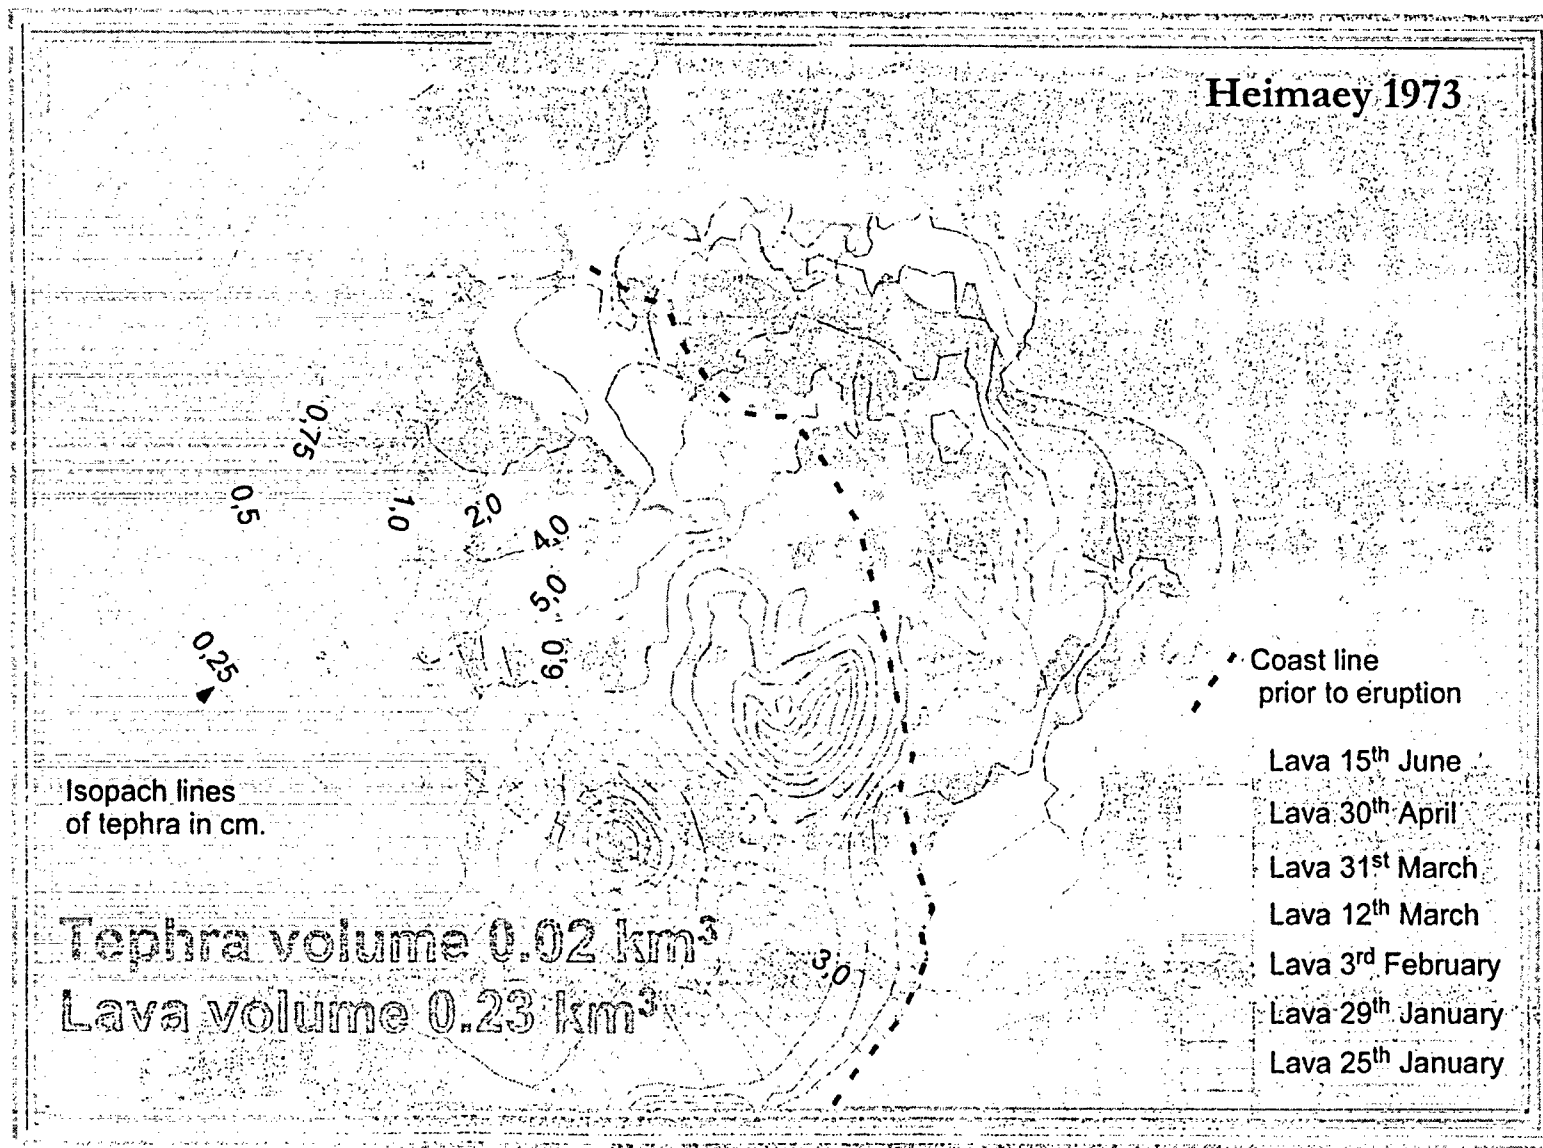 Heimaey 1973
0,75
0,5
1,0
2,0
4,0
5,0
6,0
0,25
3,0
Coast line
prior to eruption
Isopach lines
of tephra in cm.
Lava 15th June
Lava 30th April
Lava 31st March
Lava 12th March
Lava 3rd February
Lava 29th January
Lava 25th January
Tephra volume 0.02 km³
Lava volume 0.23 km³